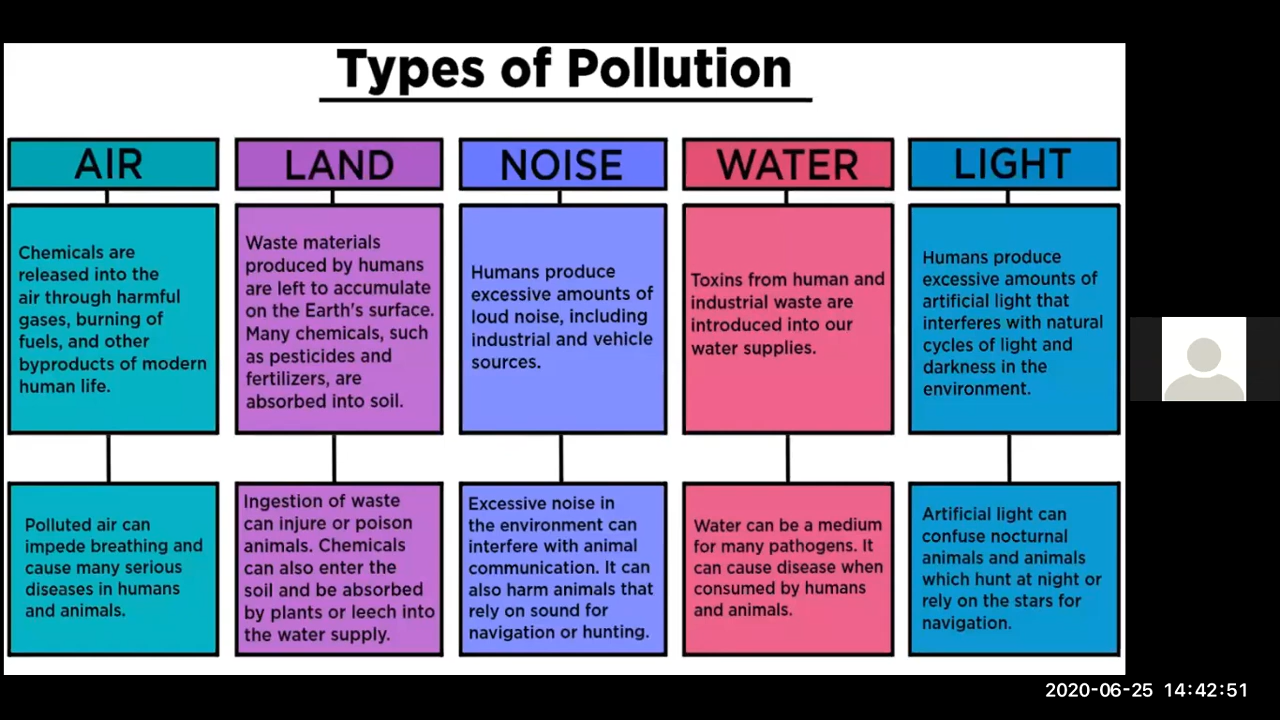 Types of Pollution
AIR
Chemicals are
released into the
air through harmful
gases, burning of
fuels, and other
byproducts of modern
human life.
Polluted air can
impede breathing and
cause many serious
diseases in humans
and animals.
LAND
Waste materials
produced by humans
are left to accumulate
on the Earth's surface.
Many chemicals, such
as pesticides and
fertilizers, are
absorbed into soil.
Ingestion of waste
can injure or poison
animals. Chemicals
can also enter the
soil and be absorbed
by plants or leech into
the water supply.
NOISE
Humans produce
excessive amounts of
loud noise, including
industrial and vehicle
sources.
Excessive noise in
the environment can
interfere with animal
communication. It can
also harm animals that
rely on sound for
navigation or hunting.
WATER
Toxins from human and
industrial waste are
introduced into our
water supplies.
Water can be a medium
for many pathogens. It
can cause disease when
consumed by humans
and animals.
LIGHT
Humans produce
excessive amounts of
artificial light that
interferes with natural
cycles of light and
darkness in the
environment.
Artificial light can
confuse nocturnal
animals and animals
which hunt at night or
rely on the stars for
navigation.
2020-06-25 14:42:51